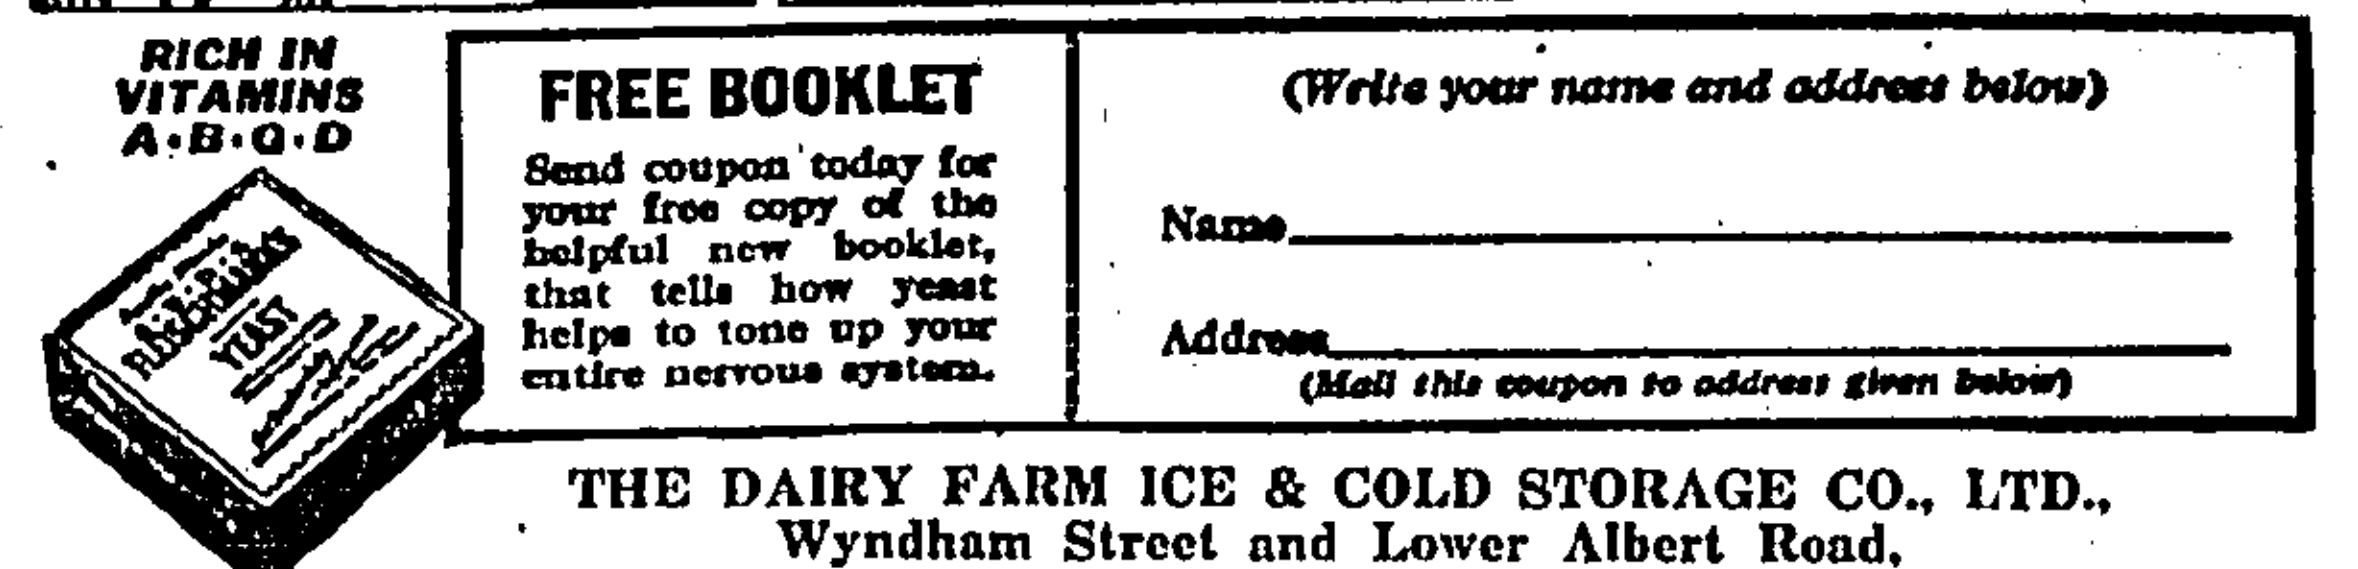 RICH IN
VITAMINS
A·B·G·D
YEAST
FREE BOOKLET
Send coupon today for
your free copy of the
helpful new booklet,
that tells how yeast
helps to tone up your
entire nervous system.
(Write your name and address below)
Name
Address
(Mail this coupon to address given below)
THE DAIRY FARM ICE & COLD STORAGE CO., LTD.,
Wyndham Street and Lower Albert Road,